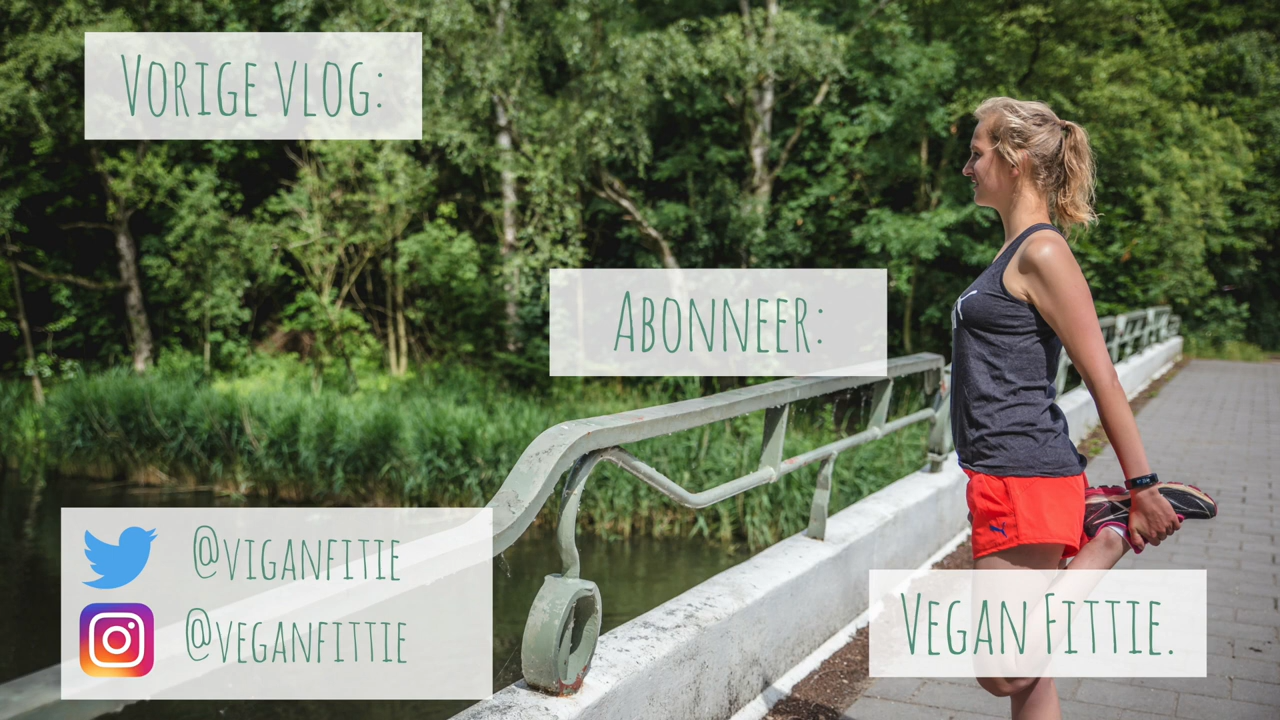 Vorige vlog:
Abonneer:
@viganfitie
@veganfittie
Vegan Fittie.